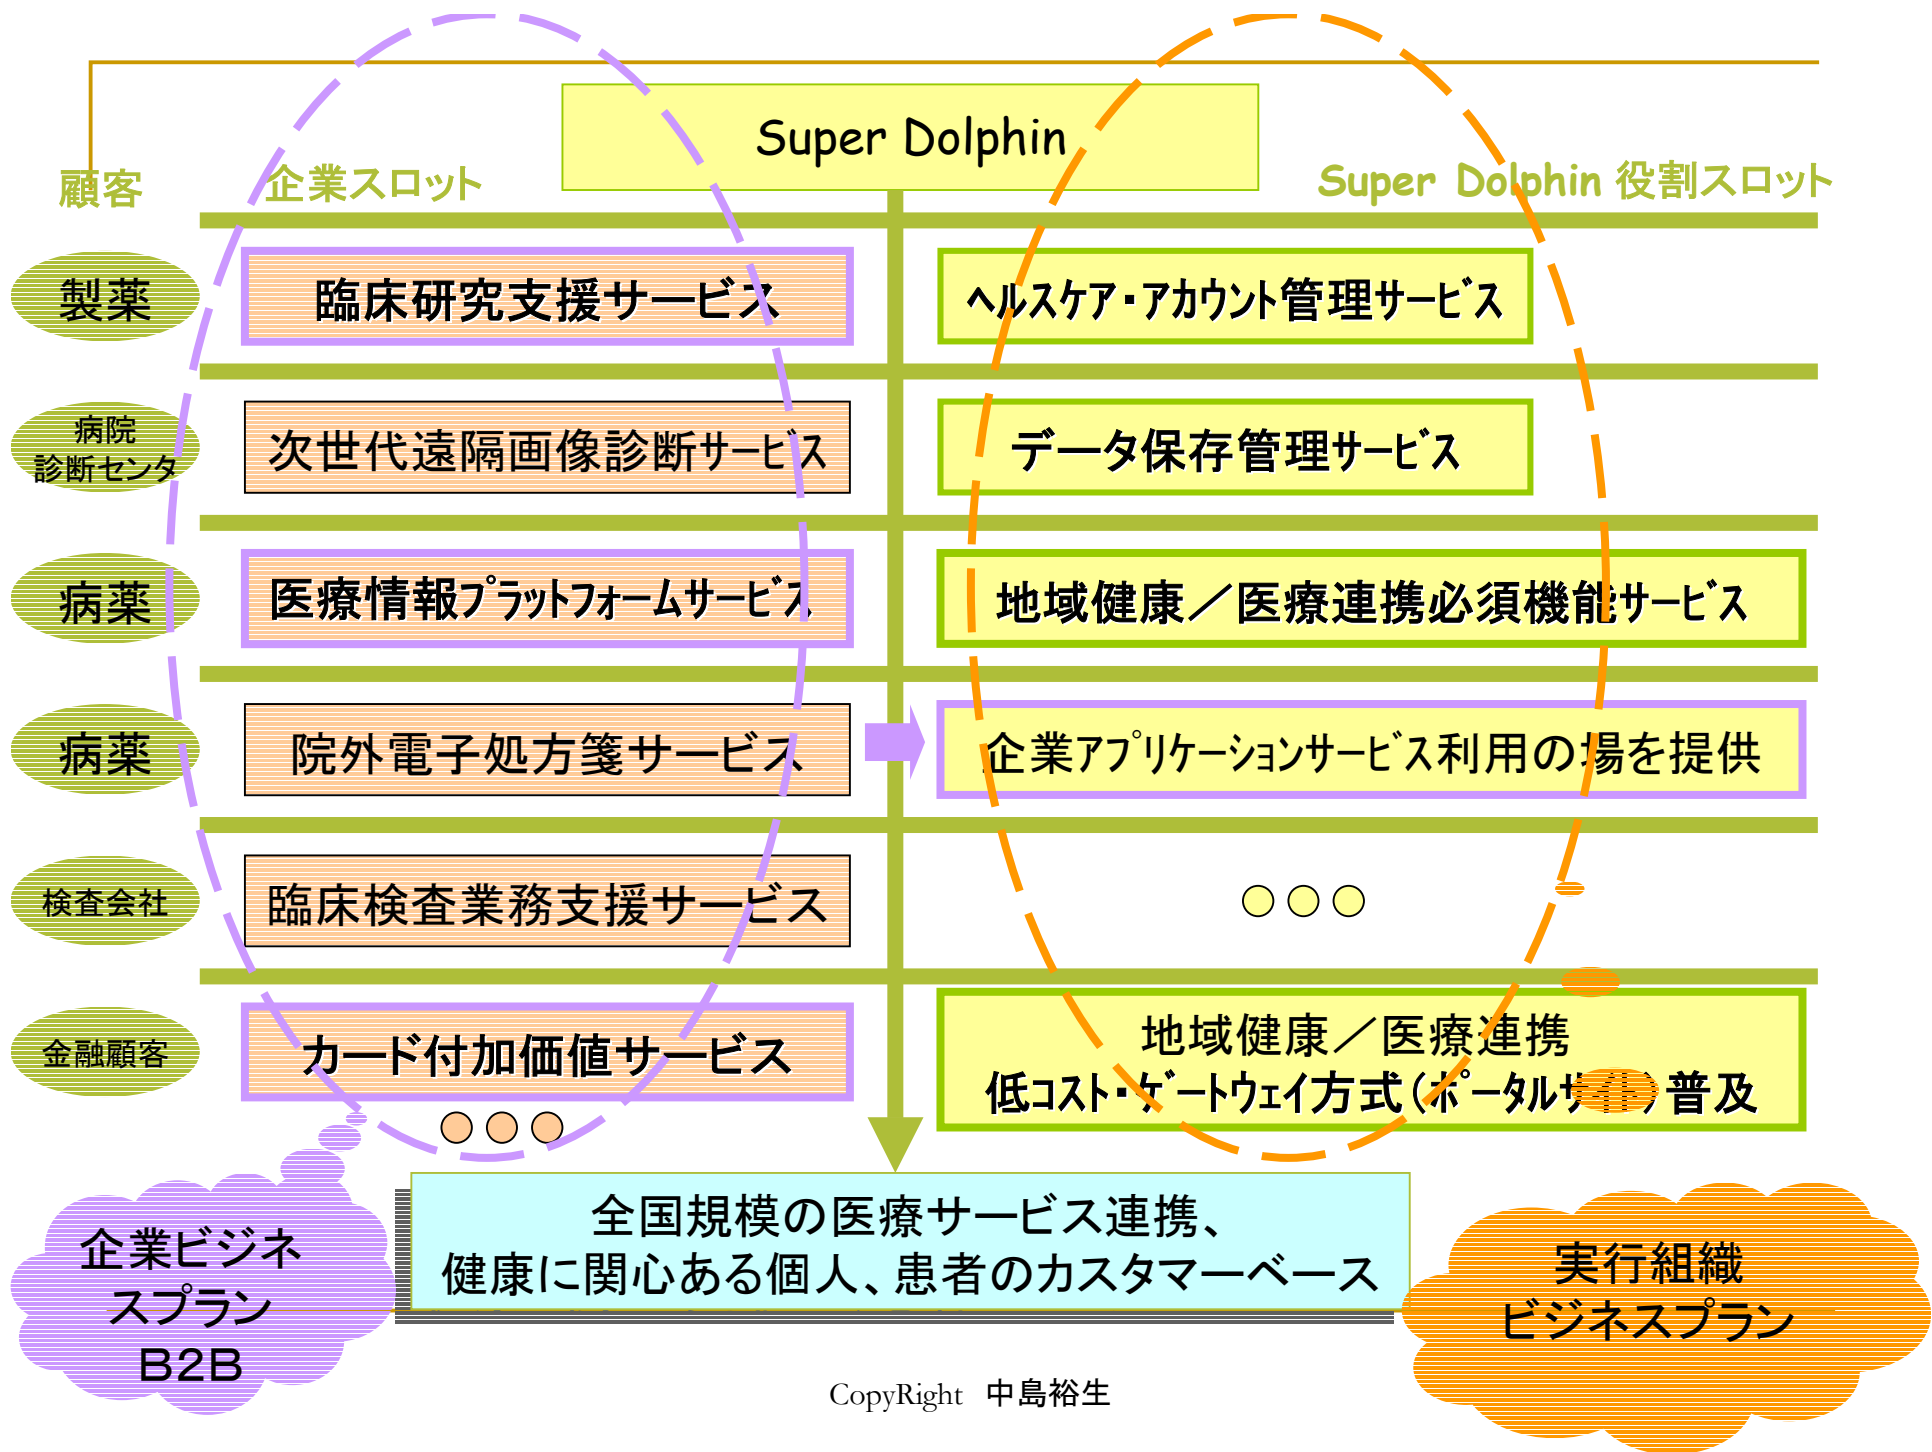 Super Dolphin
顧客
企業スロット
Super Dolphin 役割スロット
製薬
臨床研究支援サービス
ヘルスケア・アカウント管理サービス
病院
診断センタ
次世代遠隔画像診断サービス
データ保存管理サービス
病薬
医療情報プラットフォームサービス
地域健康／医療連携必須機能サービス
病薬
院外電子処方箋サービス
企業アプリケーションサービス利用の場を提供
検査会社
臨床検査業務支援サービス
金融顧客
カード付加価値サービス
地域健康／医療連携
低コスト・ゲートウェイ方式（ポータルサイト）普及
企業ビジネ
スプラン
B2B
全国規模の医療サービス連携、
健康に関心ある個人、患者のカスタマーベース
実行組織
ビジネスプラン
CopyRight　中島裕生